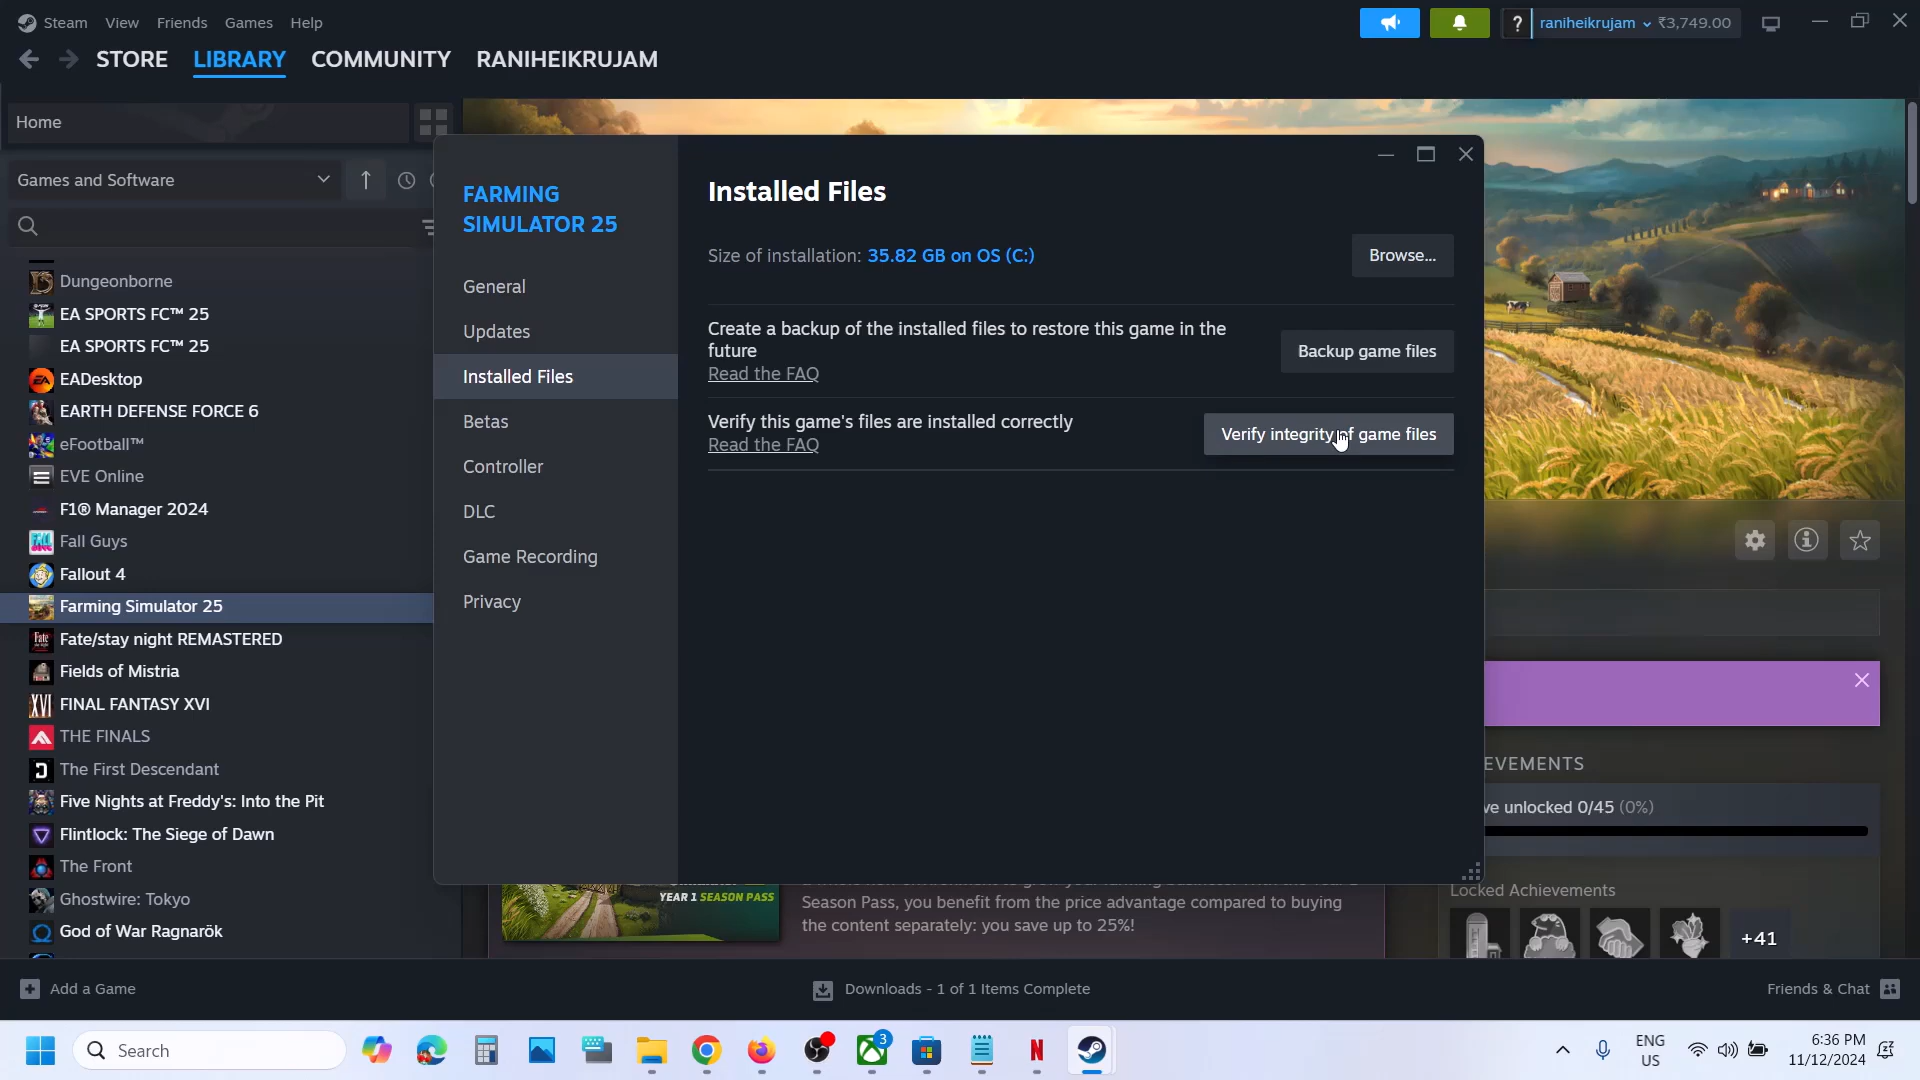 Steam View Friends Games Help
? raniheikrujam ₹3,749.00
STORE LIBRARY COMMUNITY RANIHEIKRUJAM
Home
Games and Software
Dungeonborne
EA SPORTS FC™ 25
EA SPORTS FC™ 25
EADesktop
EARTH DEFENSE FORCE 6
eFootball™
EVE Online
F1® Manager 2024
Fall Guys
Fallout 4
Farming Simulator 25
Fate/stay night REMASTERED
Fields of Mistria
FINAL FANTASY XVI
THE FINALS
The First Descendant
Five Nights at Freddy's: Into the Pit
Flintlock: The Siege of Dawn
The Front
Ghostwire: Tokyo
God of War Ragnarök
FARMING
SIMULATOR 25
General
Updates
Installed Files
Betas
Controller
DLC
Game Recording
Privacy
Installed Files
Size of installation: 35.82 GB on OS (C:)
Browse...
Create a backup of the installed files to restore this game in the
future
Read the FAQ
Backup game files
Verify this game's files are installed correctly
Read the FAQ
Verify integrity of game files
EVEMENTS
ve unlocked 0/45 (0%)
Locked Achievements
+41
YEAR 1 SEASON PASS
Season Pass, you benefit from the price advantage compared to buying
the content separately: you save up to 25%!
Add a Game
Downloads - 1 of 1 Items Complete
Friends & Chat
Search
3
ENG
US
6:36 PM
11/12/2024